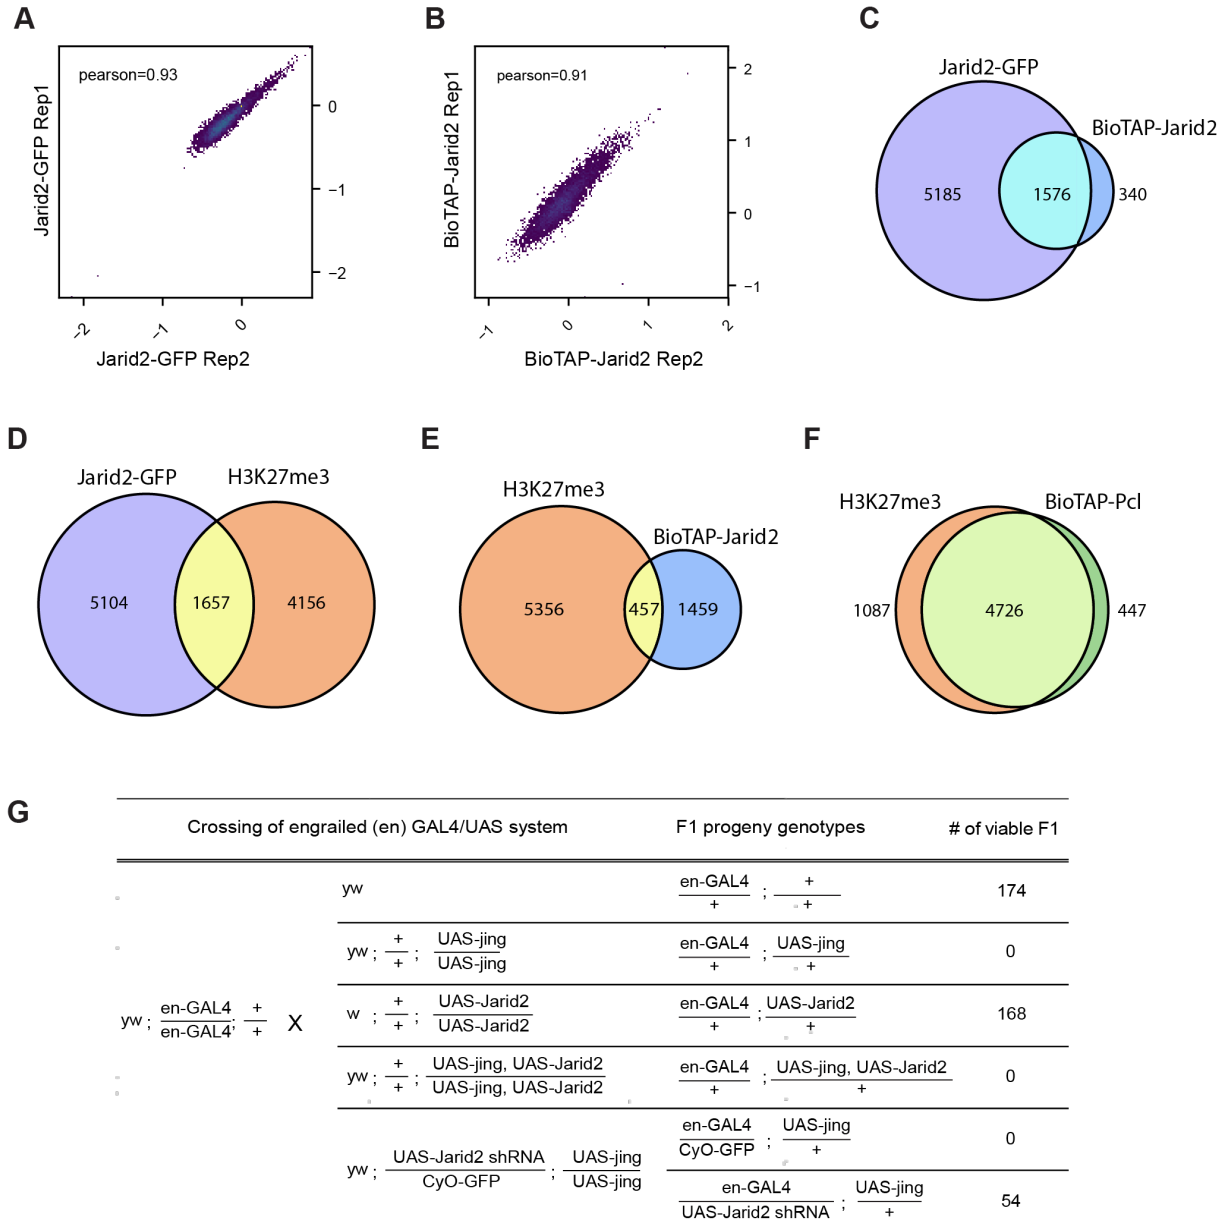 A
pearson=0.93
Jarid2-GFP Rep1
0
−1
−2
−2
−1
0
Jarid2-GFP Rep2
B
pearson=0.91
BioTAP-Jarid2 Rep1
2
1
0
−1
−1
0
1
2
BioTAP-Jarid2 Rep2
C
Jarid2-GFP
BioTAP-Jarid2
5185
1576
340
D
Jarid2-GFP
H3K27me3
5104
1657
4156
E
H3K27me3
BioTAP-Jarid2
5356
457
1459
F
H3K27me3
BioTAP-Pcl
1087
4726
447
G
Crossing of engrailed (en) GAL4/UAS system
F1 progeny genotypes
# of viable F1
yw ; en-GAL4 / en-GAL4 ; + / +
X
yw
en-GAL4 / + ; + / +
174
yw ; + / + ; UAS-jing / UAS-jing
en-GAL4 / + ; UAS-jing / +
0
w ; + / + ; UAS-Jarid2 / UAS-Jarid2
en-GAL4 / + ; UAS-Jarid2 / +
168
yw ; + / + ; UAS-jing, UAS-Jarid2 / UAS-jing, UAS-Jarid2
en-GAL4 / + ; UAS-jing, UAS-Jarid2 / +
0
yw ; UAS-Jarid2 shRNA / CyO-GFP ; UAS-jing / UAS-jing
en-GAL4 / CyO-GFP ; UAS-jing / +
0
en-GAL4 / UAS-Jarid2 shRNA ; UAS-jing / +
54